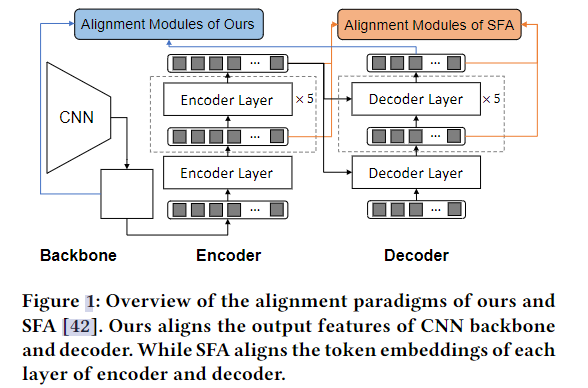 Alignment Modules of Ours
Alignment Modules of SFA
CNN
Encoder Layer
× 5
Encoder Layer
Decoder Layer
× 5
Decoder Layer
...
...
...
...
...
...
Backbone
Encoder
Decoder
Figure 1: Overview of the alignment paradigms of ours and
SFA [42]. Ours aligns the output features of CNN backbone
and decoder. While SFA aligns the token embeddings of each
layer of encoder and decoder.